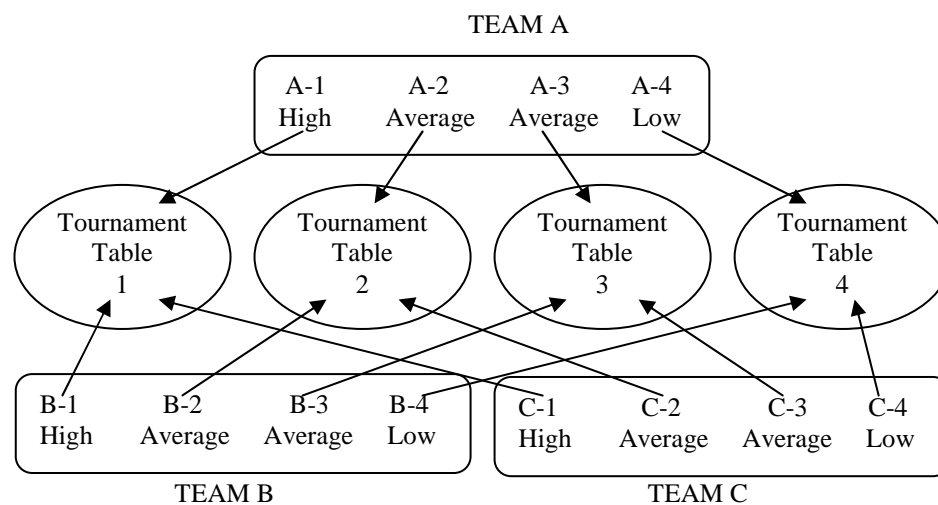 TEAM A
A-1 A-2 A-3 A-4
High Average Average Low
Tournament Tournament Tournament Tournament
Table Table Table Table
1 2 3 4
B-1 B-2 B-3 B-4 C-1 C-2 C-3 C-4
High Average Average Low High Average Average Low
TEAM B TEAM C